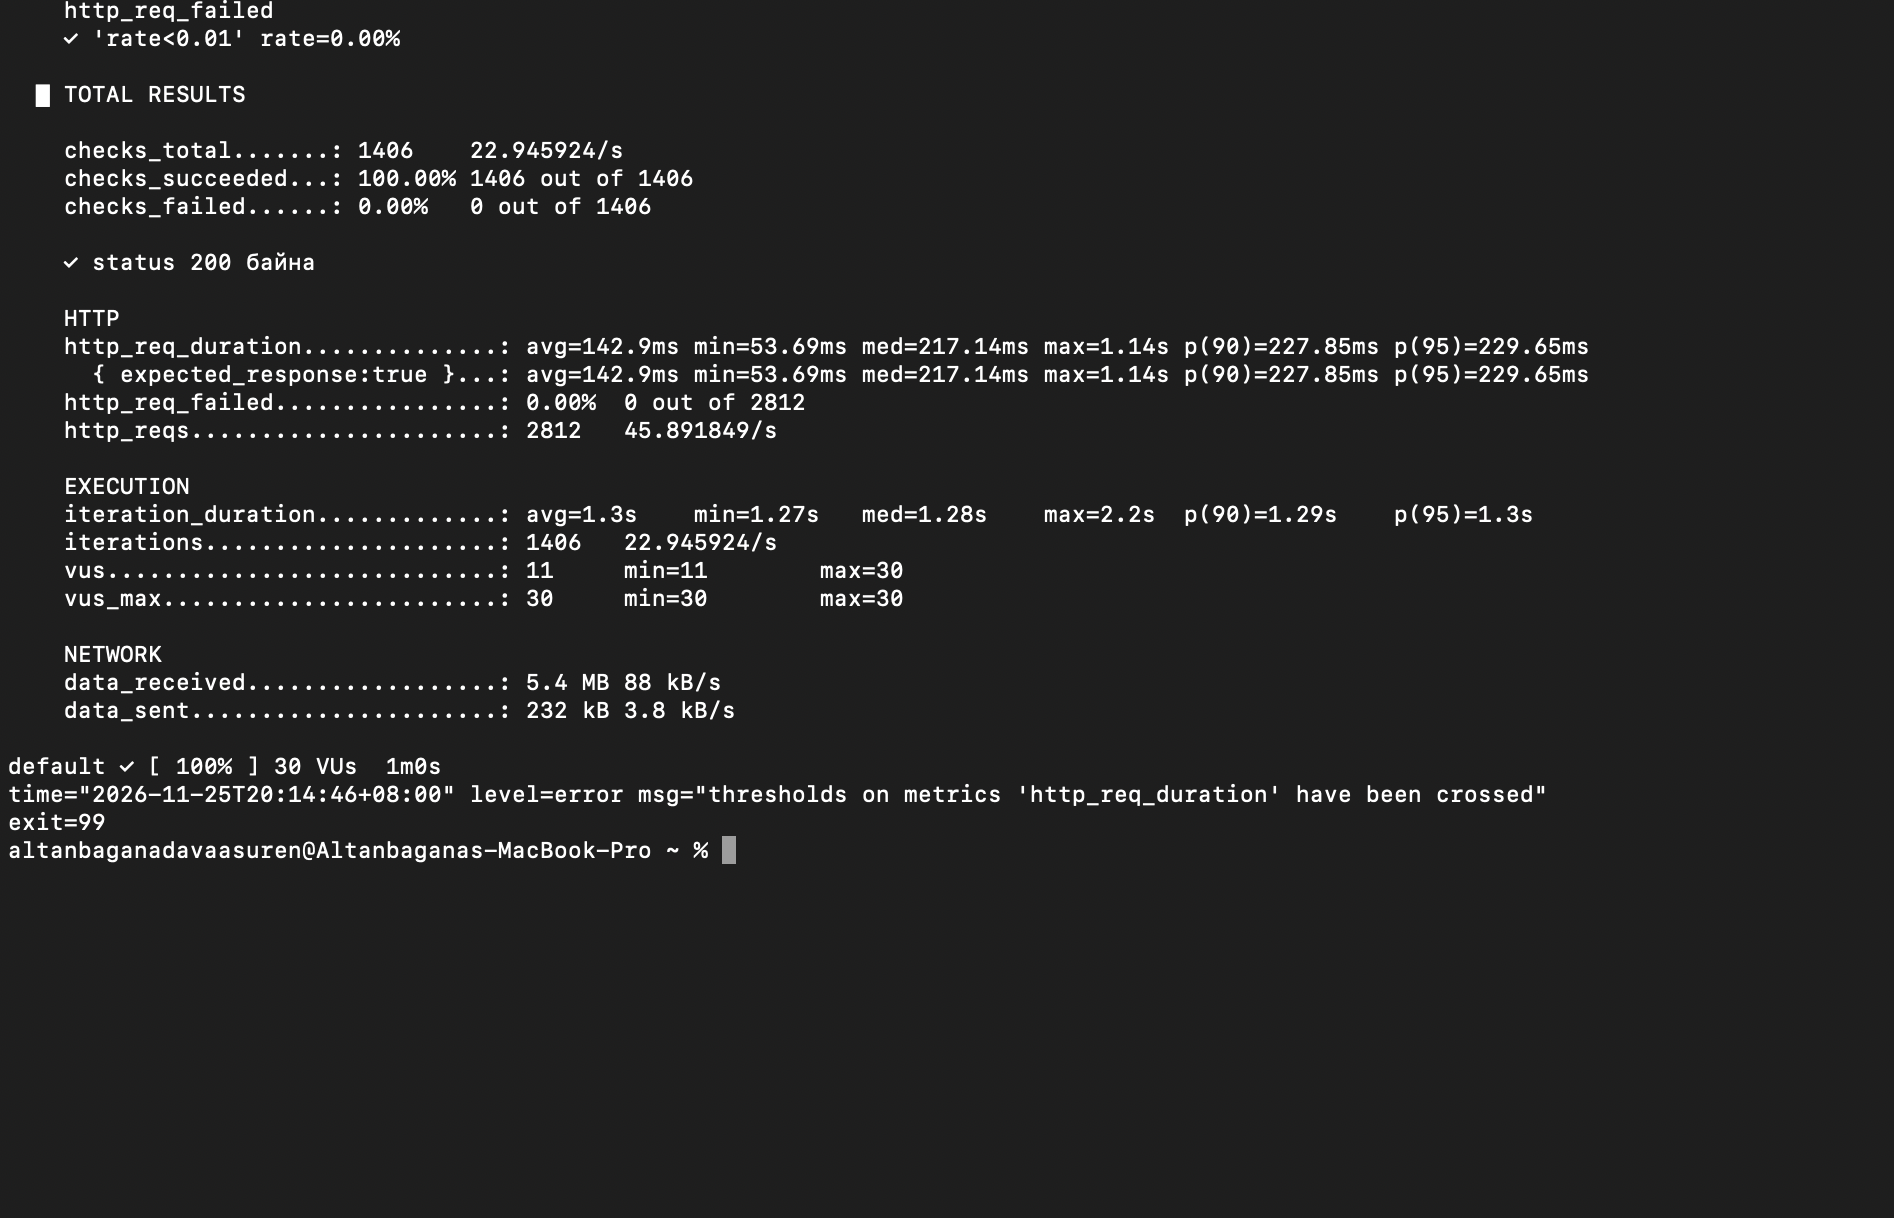 http_req_failed
✓ 'rate<0.01' rate=0.00%
█ TOTAL RESULTS
checks_total.......: 1406    22.945924/s
checks_succeeded...: 100.00% 1406 out of 1406
checks_failed......: 0.00%   0 out of 1406
✓ status 200 байна
HTTP
http_req_duration..............: avg=142.9ms min=53.69ms med=217.14ms max=1.14s p(90)=227.85ms p(95)=229.65ms
{ expected_response:true }...: avg=142.9ms min=53.69ms med=217.14ms max=1.14s p(90)=227.85ms p(95)=229.65ms
http_req_failed................: 0.00%  0 out of 2812
http_reqs......................: 2812   45.891849/s
EXECUTION
iteration_duration.............: avg=1.3s    min=1.27s   med=1.28s    max=2.2s  p(90)=1.29s    p(95)=1.3s
iterations.....................: 1406   22.945924/s
vus............................: 11     min=11        max=30
vus_max........................: 30     min=30        max=30
NETWORK
data_received..................: 5.4 MB 88 kB/s
data_sent......................: 232 kB 3.8 kB/s
default ✓ [ 100% ] 30 VUs  1m0s
time="2026-11-25T20:14:46+08:00" level=error msg="thresholds on metrics 'http_req_duration' have been crossed"
exit=99
altanbaganadavaasuren@Altanbaganas-MacBook-Pro ~ %